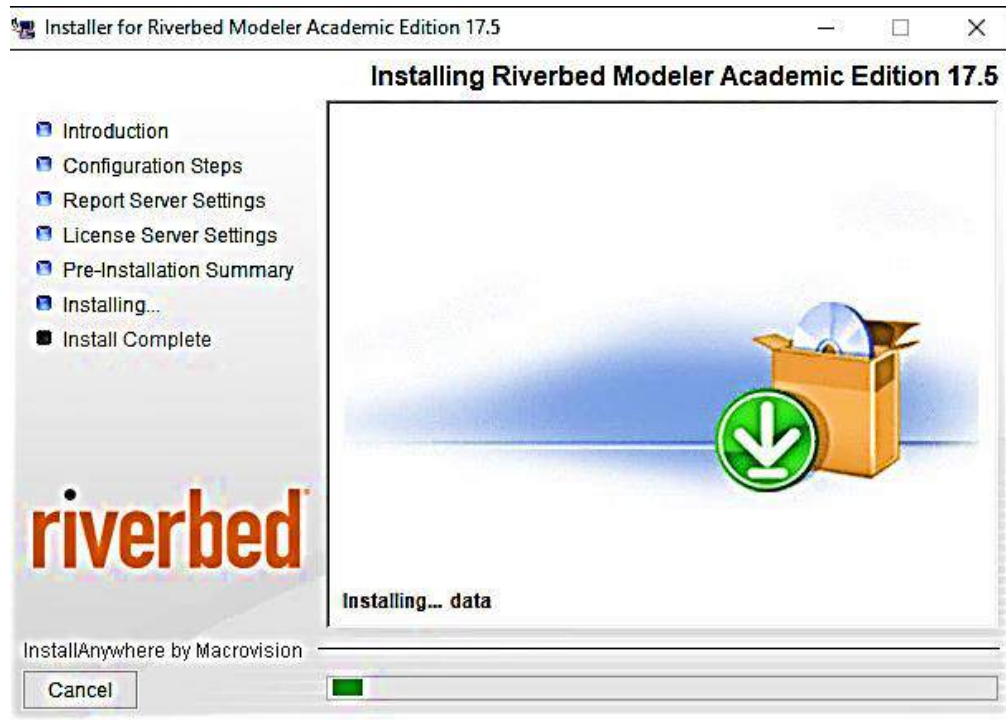 Installer for Riverbed Modeler Academic Edition 17.5
Installing Riverbed Modeler Academic Edition 17.5
Introduction
Configuration Steps
Report Server Settings
License Server Settings
Pre-Installation Summary
Installing...
Install Complete
riverbed
Installing... data
InstallAnywhere by Macrovision
Cancel